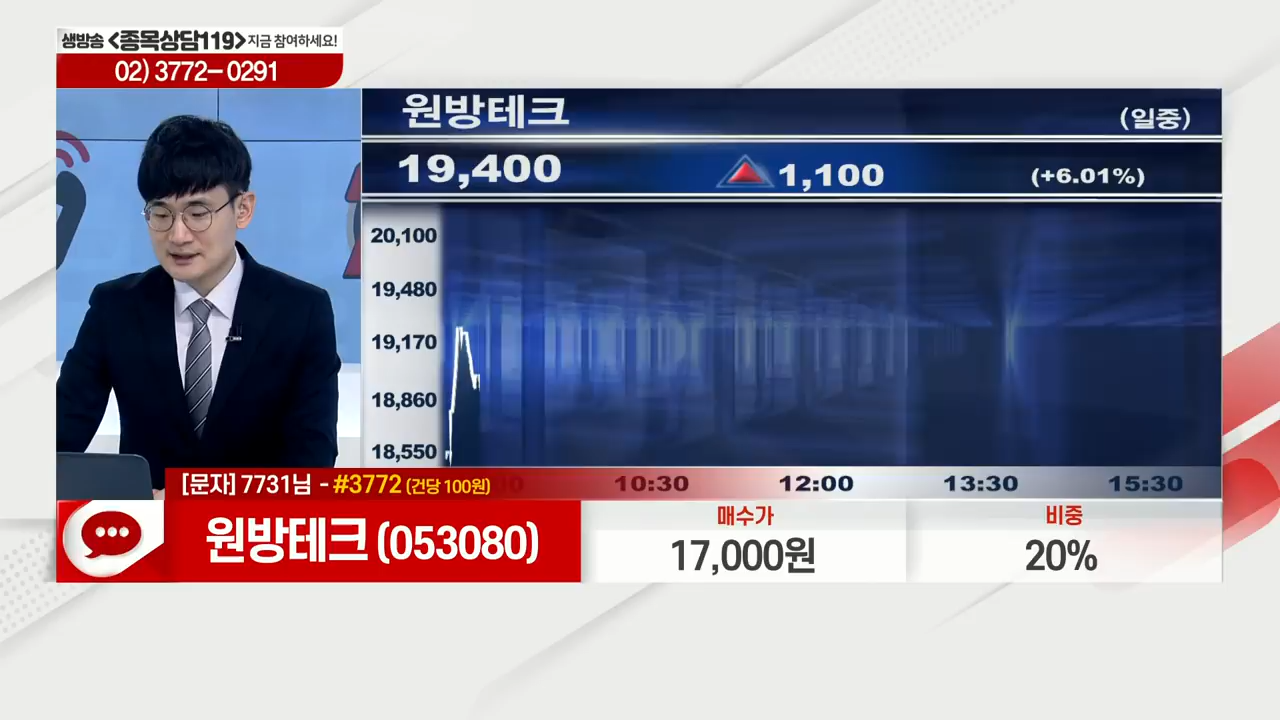 생방송 <종목상담119> 지금 참여하세요!
02) 3772-0291
원방테크 (일중)
19,400 1,100 (+6.01%)
20,100
19,480
19,170
18,860
18,550
10:30 12:00 13:30 15:30
[문자] 7731님 - #3772 (건당 100원)
원방테크 (053080)
매수가
17,000원
비중
20%